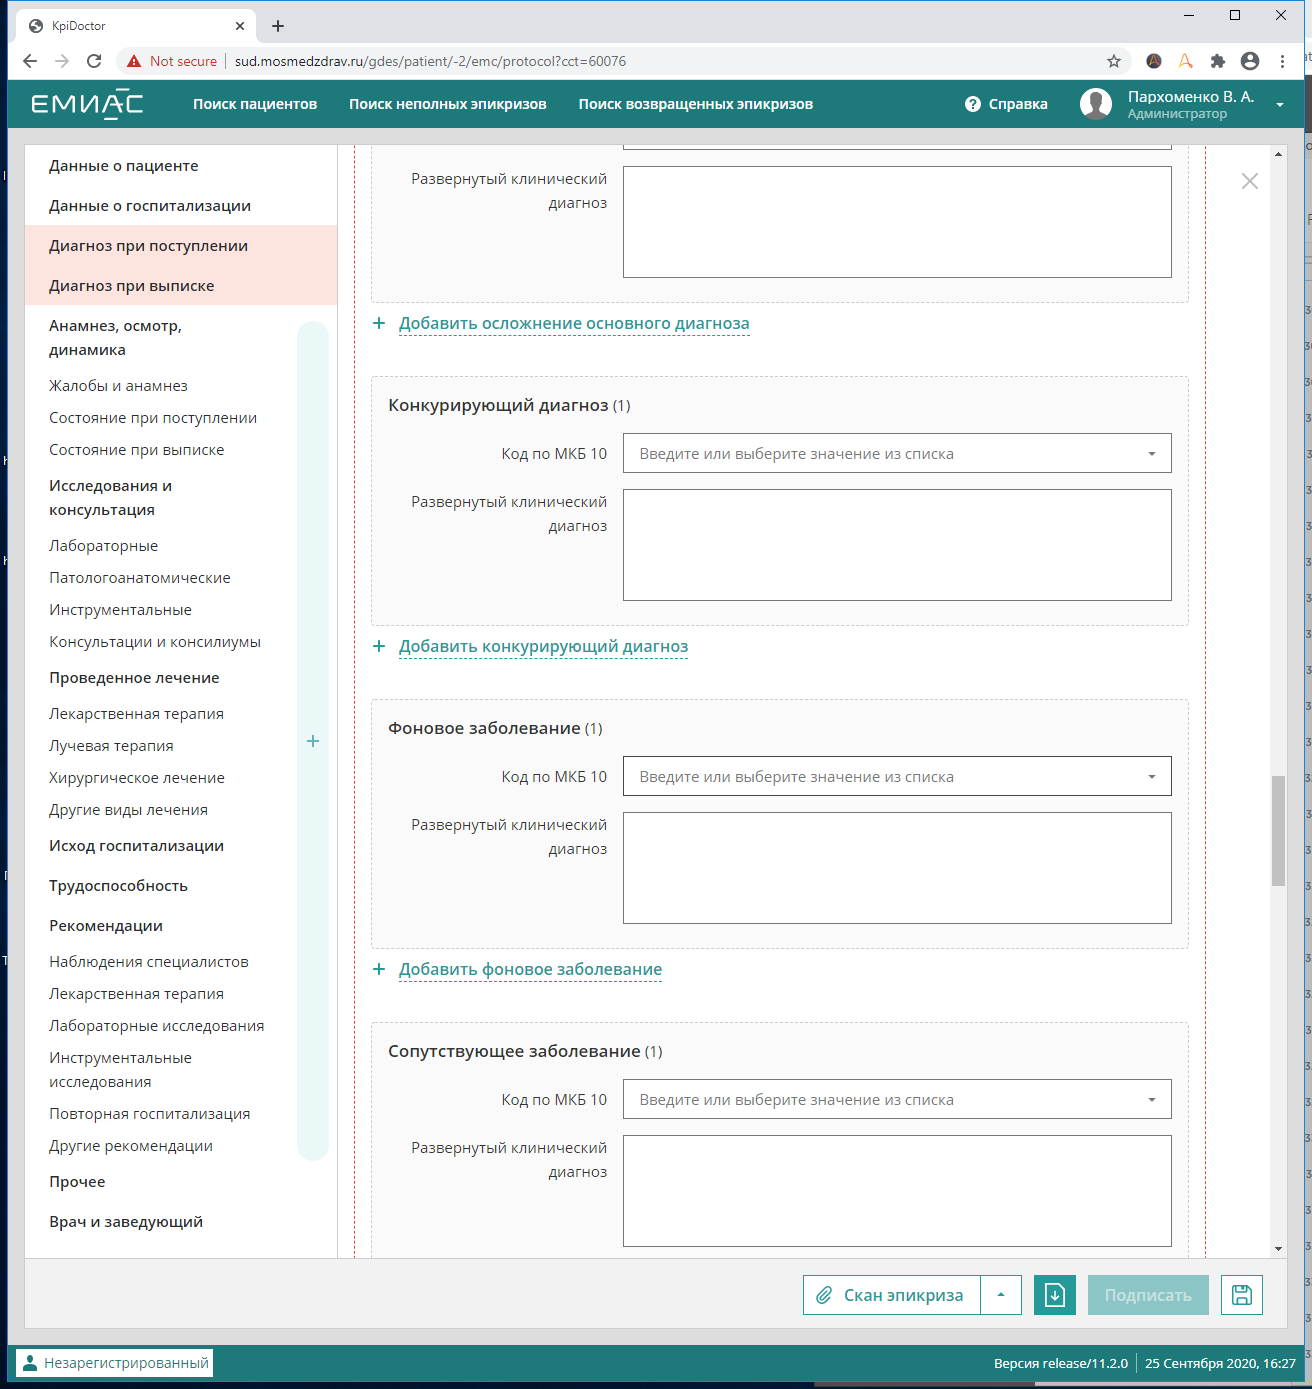 KpiDoctor
Not secure
sud.mosmedzdrav.ru/gdes/patient/-2/emc/protocol?cct=60076
ЕМИАС
Поиск пациентов
Поиск неполных эпикризов
Поиск возвращенных эпикризов
Справка
Пархоменко В. А.
Администратор
Данные о пациенте
Данные о госпитализации
Диагноз при поступлении
Диагноз при выписке
Анамнез, осмотр,
динамика
Жалобы и анамнез
Состояние при поступлении
Состояние при выписке
Исследования и
консультация
Лабораторные
Патологоанатомические
Инструментальные
Консультации и консилиумы
Проведенное лечение
Лекарственная терапия
Лучевая терапия
Хирургическое лечение
Другие виды лечения
Исход госпитализации
Трудоспособность
Рекомендации
Наблюдения специалистов
Лекарственная терапия
Лабораторные исследования
Инструментальные
исследования
Повторная госпитализация
Другие рекомендации
Прочее
Врач и заведующий
Развернутый клинический
диагноз
+ Добавить осложнение основного диагноза
Конкурирующий диагноз (1)
Код по МКБ 10
Введите или выберите значение из списка
Развернутый клинический
диагноз
+ Добавить конкурирующий диагноз
Фоновое заболевание (1)
Код по МКБ 10
Введите или выберите значение из списка
Развернутый клинический
диагноз
+ Добавить фоновое заболевание
Сопутствующее заболевание (1)
Код по МКБ 10
Введите или выберите значение из списка
Развернутый клинический
диагноз
Скан эпикриза
Подписать
Незарегистрированный
Версия release/11.2.0
25 Сентября 2020, 16:27